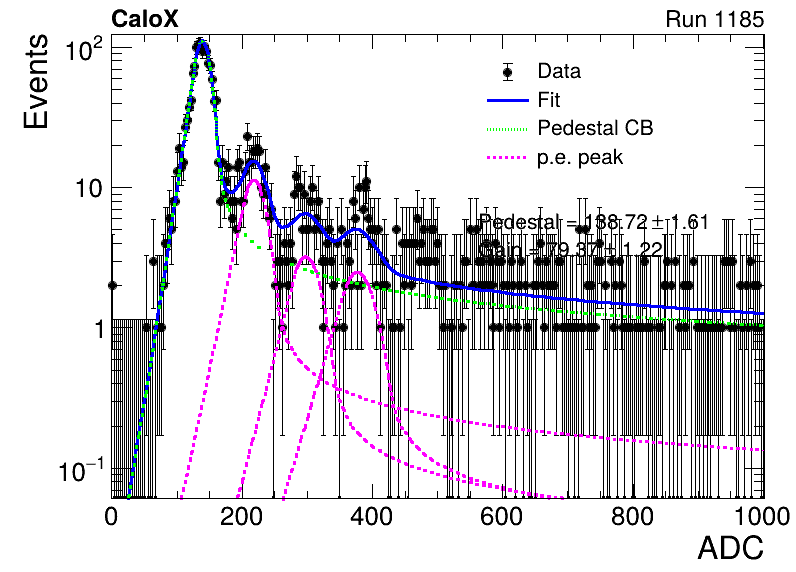 CaloX Run 1185
Events
Data
Fit
Pedestal CB
p.e. peak
Pedestal = 138.72 ± 1.61
Gain = 79.37 ± 1.22
10²
10
1
10⁻¹
0 200 400 600 800 1000
ADC